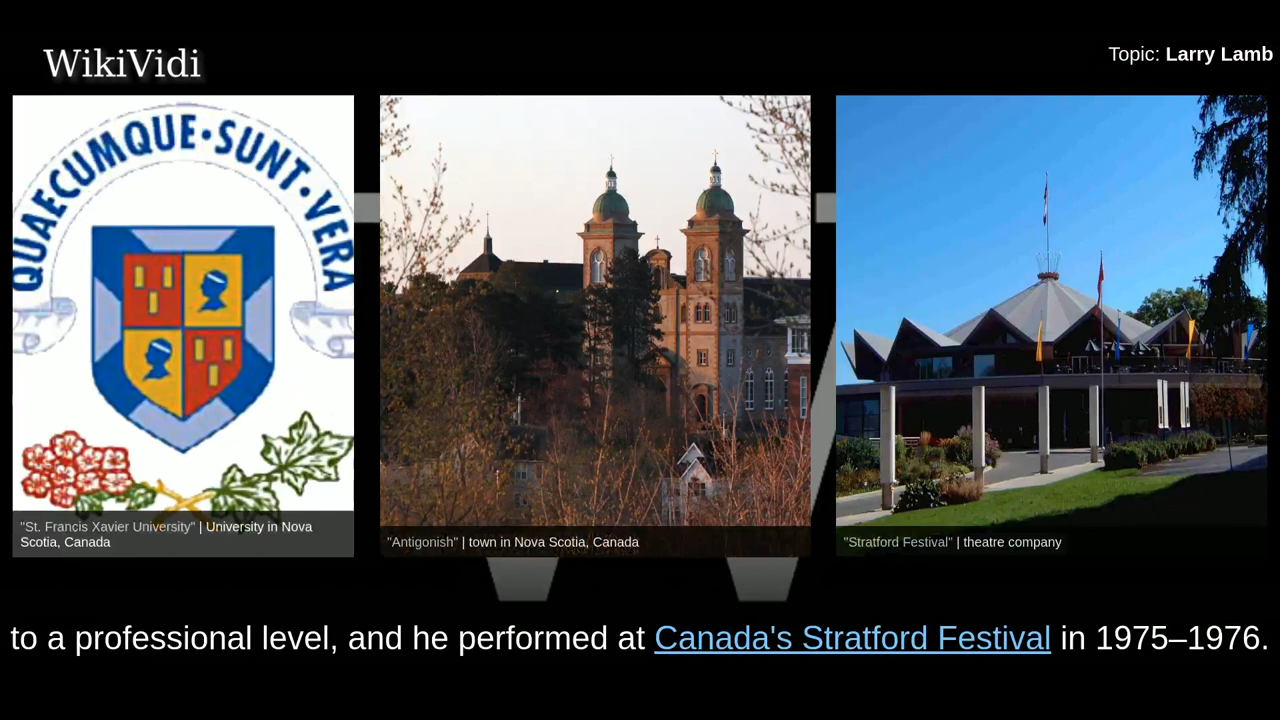 WikiVidi
Topic: Larry Lamb
QUAECUMQUE·SUNT·VERA
"St. Francis Xavier University" | University in Nova
Scotia, Canada
"Antigonish" | town in Nova Scotia, Canada
"Stratford Festival" | theatre company
to a professional level, and he performed at Canada's Stratford Festival in 1975–1976.